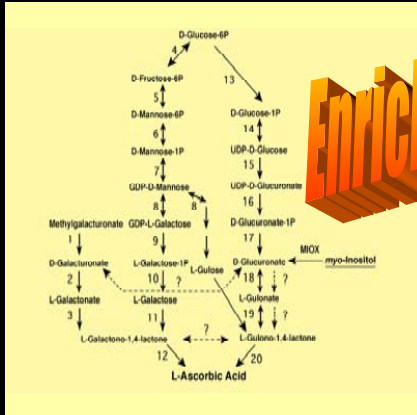 D-Glucose-6P
4
13
D-Fructose-6P
5
D-Mannose-6P
D-Glucose-1P
6
14
D-Mannose-1P
UDP-D-Glucose
7
15
GDP-D-Mannose
UDP-D-Glucuronate
8
8
16
Methylgalacturonate
GDP-L-Galactose
D-Glucuronate-1P
1
9
17
MIOX
D-Galacturonate
L-Galactose-1P
L-Gulose
D-Glucuronate
myo-Inositol
2
10
?
18
?
L-Galactonate
L-Galactose
L-Gulonate
3
11
19
?
?
L-Galactono-1,4-lactone
L-Gulono-1,4-lactone
12
20
L-Ascorbic Acid
Enrich